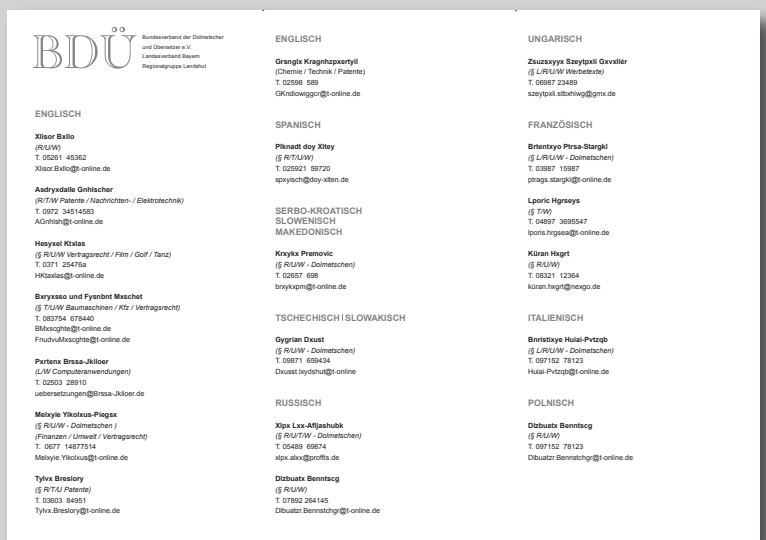 BDÜ
Bundesverband der Dolmetscher
und Übersetzer e.V.
Landesverband Bayern
Regionalgruppe Landshut
ENGLISCH
Xlisor Bxllo
(R/U/W)
T. 05261 45362
Xlisor.Bxllo@t-online.de
Asdryxdalle Gnhlscher
(R/T/W Patente / Nachrichten- / Elektrotechnik)
T. 0972 34514583
AGnhlsh@t-online.de
Hesyxel Ktxlas
(§ R/U/W Vertragsrecht / Film / Golf / Tanz)
T. 0371 25476a
HKtaxlas@t-online.de
Bxryxsso und Fysnbnt Mxschet
(§ T/U/W Baumaschinen / Kfz / Vertragsrecht)
T. 083754 678440
BMxscghte@t-online.de
FnudvuMxscghte@t-online.de
Pxrtenx Brssa-Jkiloer
(L/W Computeranwendungen)
T. 02503 28910
uebersetzungen@Brssa-Jkiloer.de
Melxyie Yikolxus-Piegsx
(§ R/U/W - Dolmetschen )
(Finanzen / Umwelt / Vertragsrecht)
T. 0677 14877514
Melxyie.Yikolxus@t-online.de
Tylvx Breslory
(§ R/T/U Patente)
T. 03603 84951
Tylvx.Breslory@t-online.de
ENGLISCH
Grsnglx Kragnhzpxertyil
(Chemie / Technik / Patente)
T. 02598 589
GKndiowiggcr@t-online.de
SPANISCH
Plknadt doy Xltey
(§ R/T/U/W)
T. 025921 59720
spxyisch@doy-xlten.de
SERBO-KROATISCH
SLOWENISCH
MAKEDONISCH
Krxykx Premovic
(§ R/U/W - Dolmetschen)
T. 02657 698
brxykxpm@t-online.de
TSCHECHISCH | SLOWAKISCH
Gygrian Dxust
(§ R/U/W - Dolmetschen)
T. 09871 659434
Dxusst.lxydshut@t-online
RUSSISCH
Xlpx Lxx-Afljashubk
(§ R/U/T/W - Dolmetschen)
T. 05489 69874
xlpx.alxx@proffis.de
Dlzbuatx Benntscg
(§ R/U/W)
T. 07892 264145
Dlbuatzr.Bennstchgr@t-online.de
UNGARISCH
Zsuzsxyyx Szeytpxli Gxvxllér
(§ L/R/U/W Werbetexte)
T. 06987 23489
szeytpxli.stbxhiwg@gmx.de
FRANZÖSISCH
Brtentxyo Ptrsa-Stargkl
(§ L/R/U/W - Dolmetschen)
T. 03987 15987
ptrags.stargkl@t-online.de
Lporic Hgrseys
(§ T/W)
T. 04897 3695547
lporis.hrgsea@t-online.de
Küran Hxgrt
(§ R/U/W)
T. 08321 12364
küran.hxgrt@nexgo.de
ITALIENISCH
Bnristixye Huiai-Pvtzqb
(§ L/R/U/W - Dolmetschen)
T. 097152 78123
Huiai-Pvtzqb@t-online.de
POLNISCH
Dlzbuatx Benntscg
(§ R/U/W)
T. 097152 78123
Dlbuatzr.Bennstchgr@t-online.de